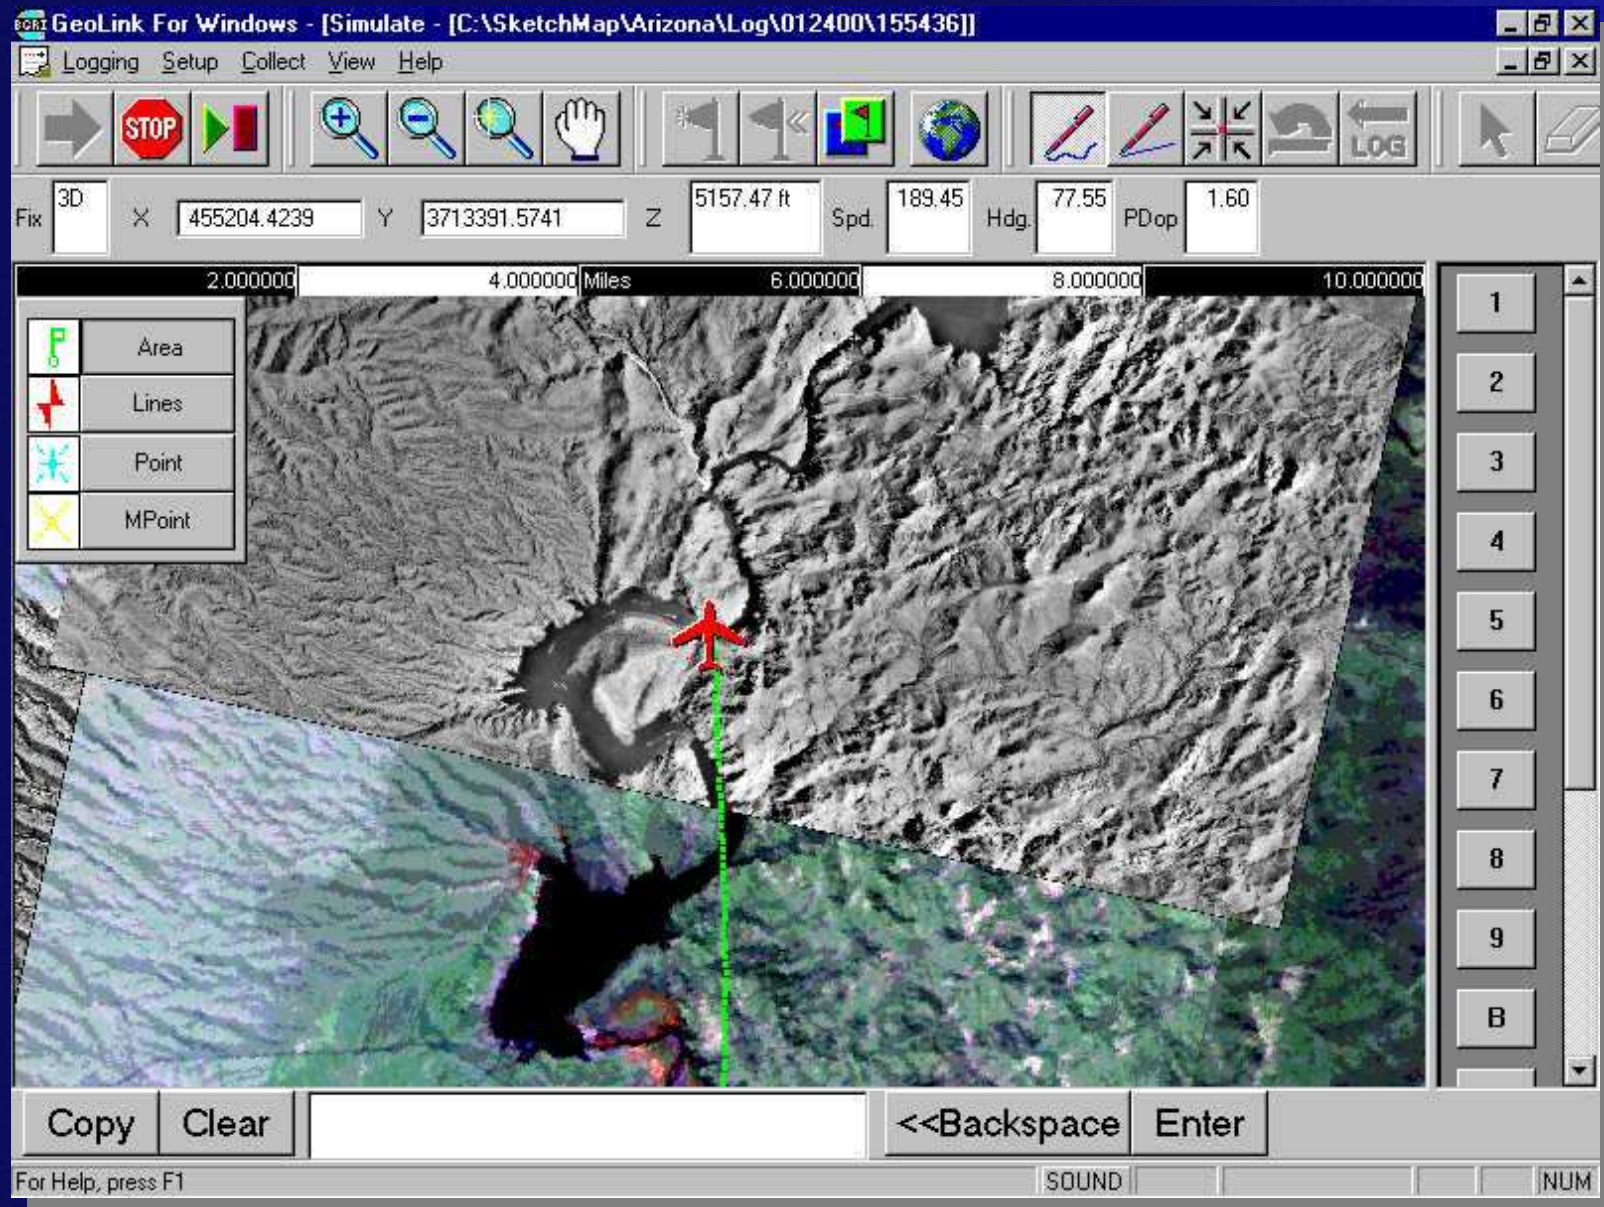 GeoLink For Windows - [Simulate - [C:\SketchMap\Arizona\Log\012400\155436]]
Logging Setup Collect View Help
STOP LOG
Fix 3D X 455204.4239 Y 3713391.5741 Z 5157.47 ft Spd. 189.45 Hdg. 77.55 PDop 1.60
2.000000 4.000000 Miles 6.000000 8.000000 10.000000
Area
Lines
Point
MPoint
1
2
3
4
5
6
7
8
9
B
Copy Clear <<Backspace Enter
For Help, press F1 SOUND NUM